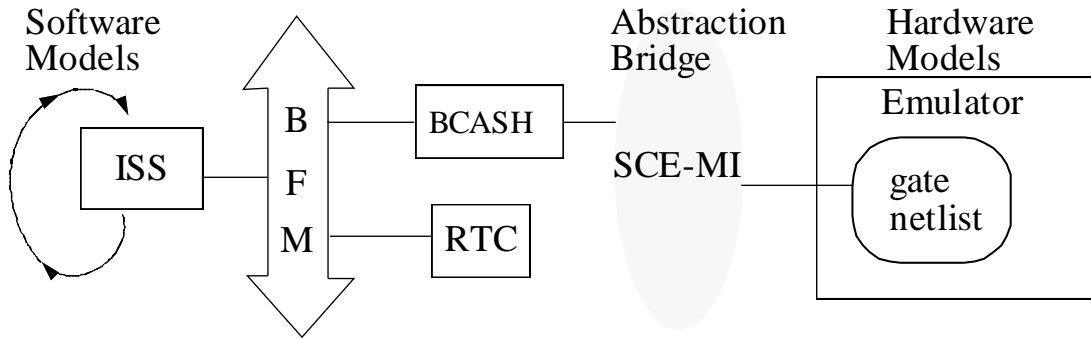 Software
Models
ISS
B
F
M
BCASH
RTC
Abstraction
Bridge
SCE-MI
Hardware
Models
Emulator
gate
netlist